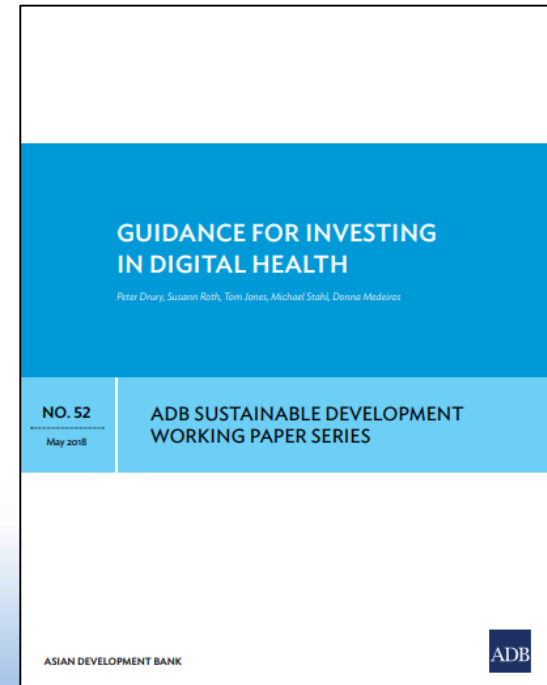 GUIDANCE FOR INVESTING
IN DIGITAL HEALTH
Peter Drury, Susann Roth, Tom Jones, Michael Stahl, Donna Medeiros
NO. 52
May 2018
ADB SUSTAINABLE DEVELOPMENT
WORKING PAPER SERIES
ASIAN DEVELOPMENT BANK
ADB